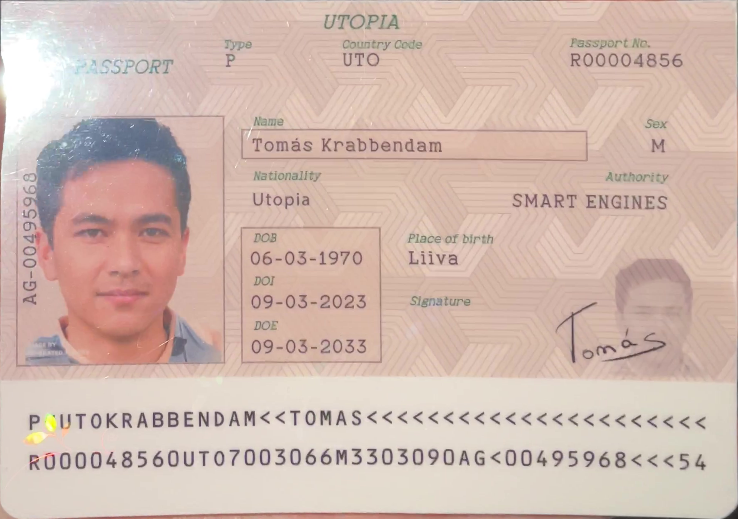 UTOPIA
PASSPORT
Type
P
Country Code
UTO
Passport No.
R00004856
Name
Tomás Krabbendam
Sex
M
Nationality
Utopia
Authority
SMART ENGINES
AG-00495968
DOB
06-03-1970
Place of birth
Liiva
DOI
09-03-2023
Signature
DOE
09-03-2033
Tomás
UTOKRABBENDAM<<TOMAS<<<<<<<<<<<<<<<<<<<<<<<
R000048560UTO7003066M3303090AG<00495968<<<54